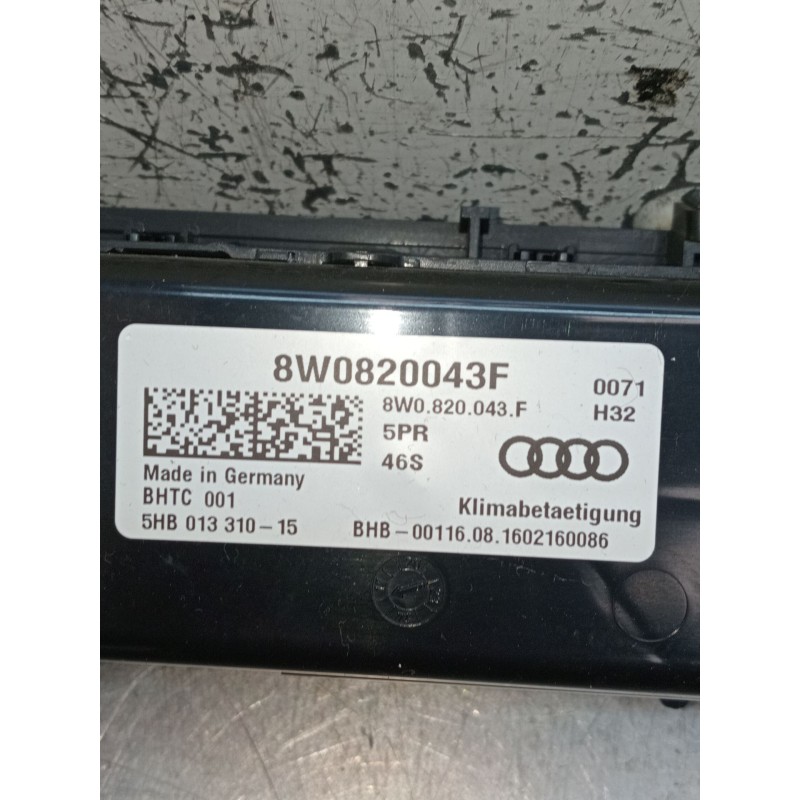 8W0820043F
0071
8W0.820.043.F
H32
5PR
46S
Made in Germany
BHTC 001
Klimabetaetigung
5HB 013 310-15
BHB-00116.08.1602160086